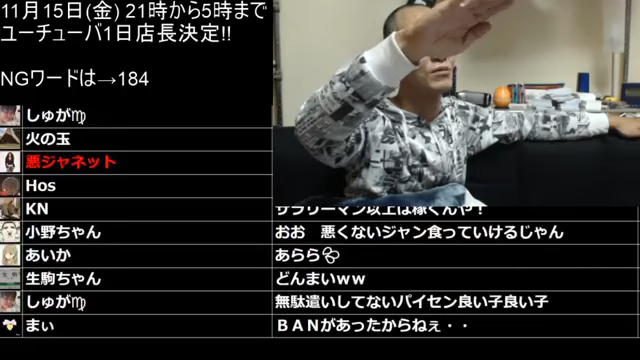 11月15日(金) 21時から5時まで
ユーチューバ1日店長決定!!
NGワードは→184
しゅが♍
火の玉
悪ジャネット
Hos
KN
サラリーマン以上は稼ぐんや！
小野ちゃん
おお　悪くないジャン食っていけるじゃん
あいか
あらら
生駒ちゃん
どんまいｗｗ
しゅが♍
無駄遣いしてないパイセン良い子良い子
まぃ
ＢＡＮがあったからねぇ・・